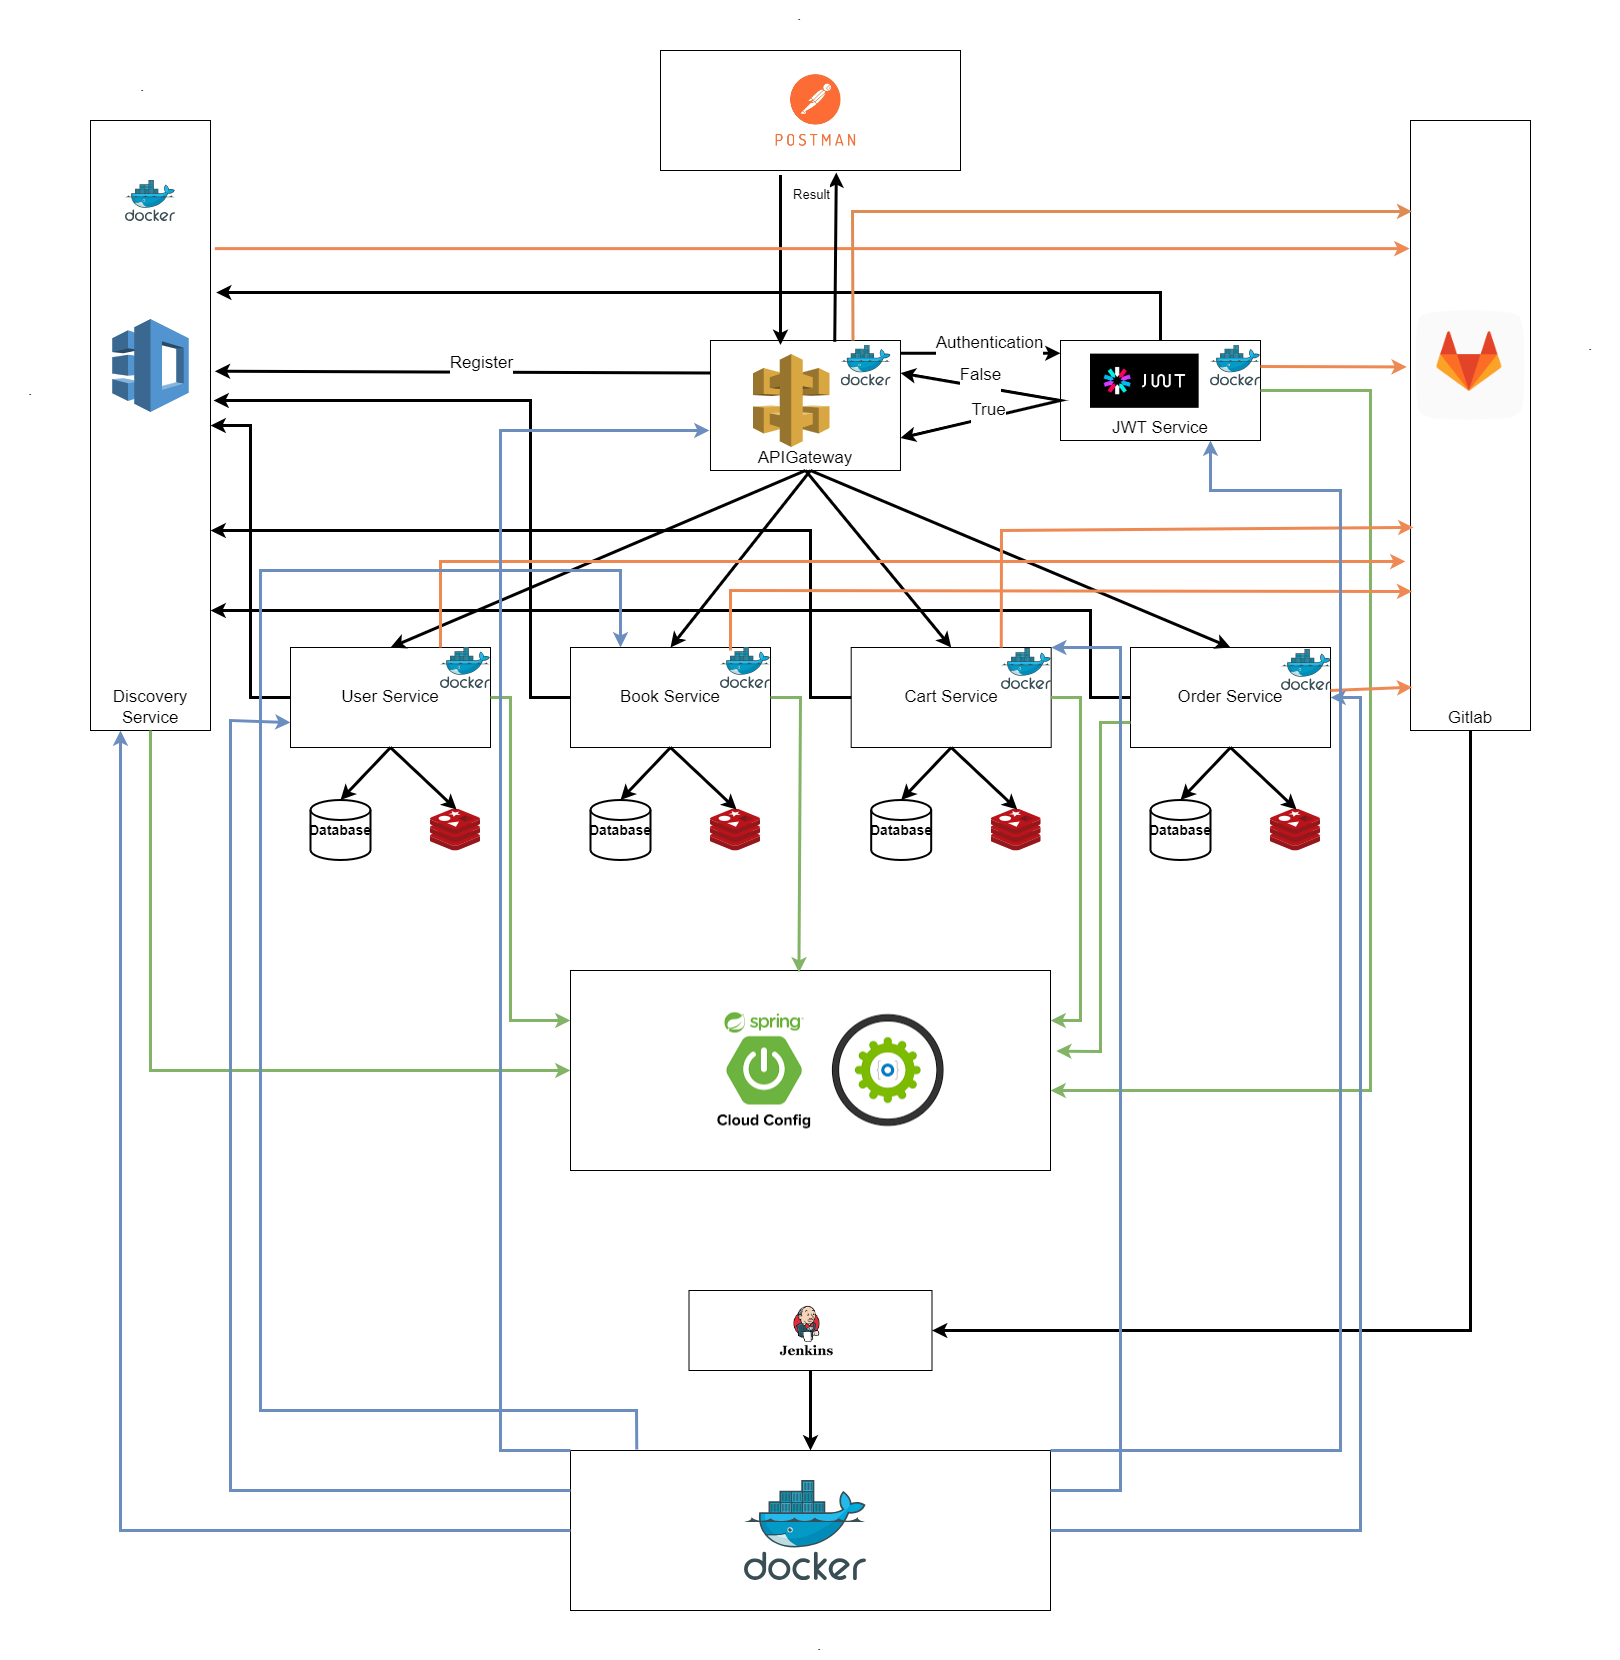 POSTMAN
Result
docker
Register
docker
Authentication
False
True
JWT
docker
JWT Service
APIGateway
Discovery
Service
docker
User Service
docker
Book Service
docker
Cart Service
docker
Order Service
Gitlab
Database
Database
Database
Database
spring
Cloud Config
Jenkins
docker